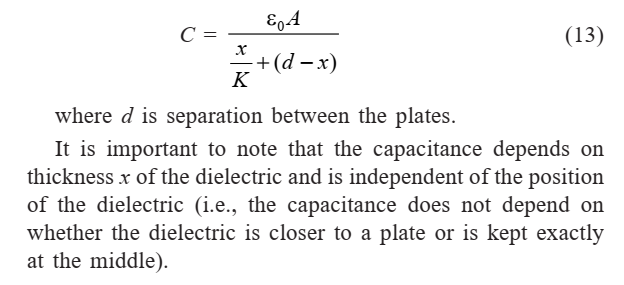 C = ε₀A / (x/K + (d – x)) (13)
where d is separation between the plates.
It is important to note that the capacitance depends on
thickness x of the dielectric and is independent of the position
of the dielectric (i.e., the capacitance does not depend on
whether the dielectric is closer to a plate or is kept exactly
at the middle).